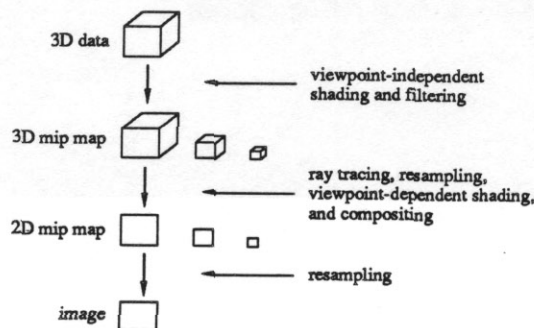 3D data
viewpoint-independent
shading and filtering
3D mip map
ray tracing, resampling,
viewpoint-dependent shading,
and compositing
2D mip map
resampling
image